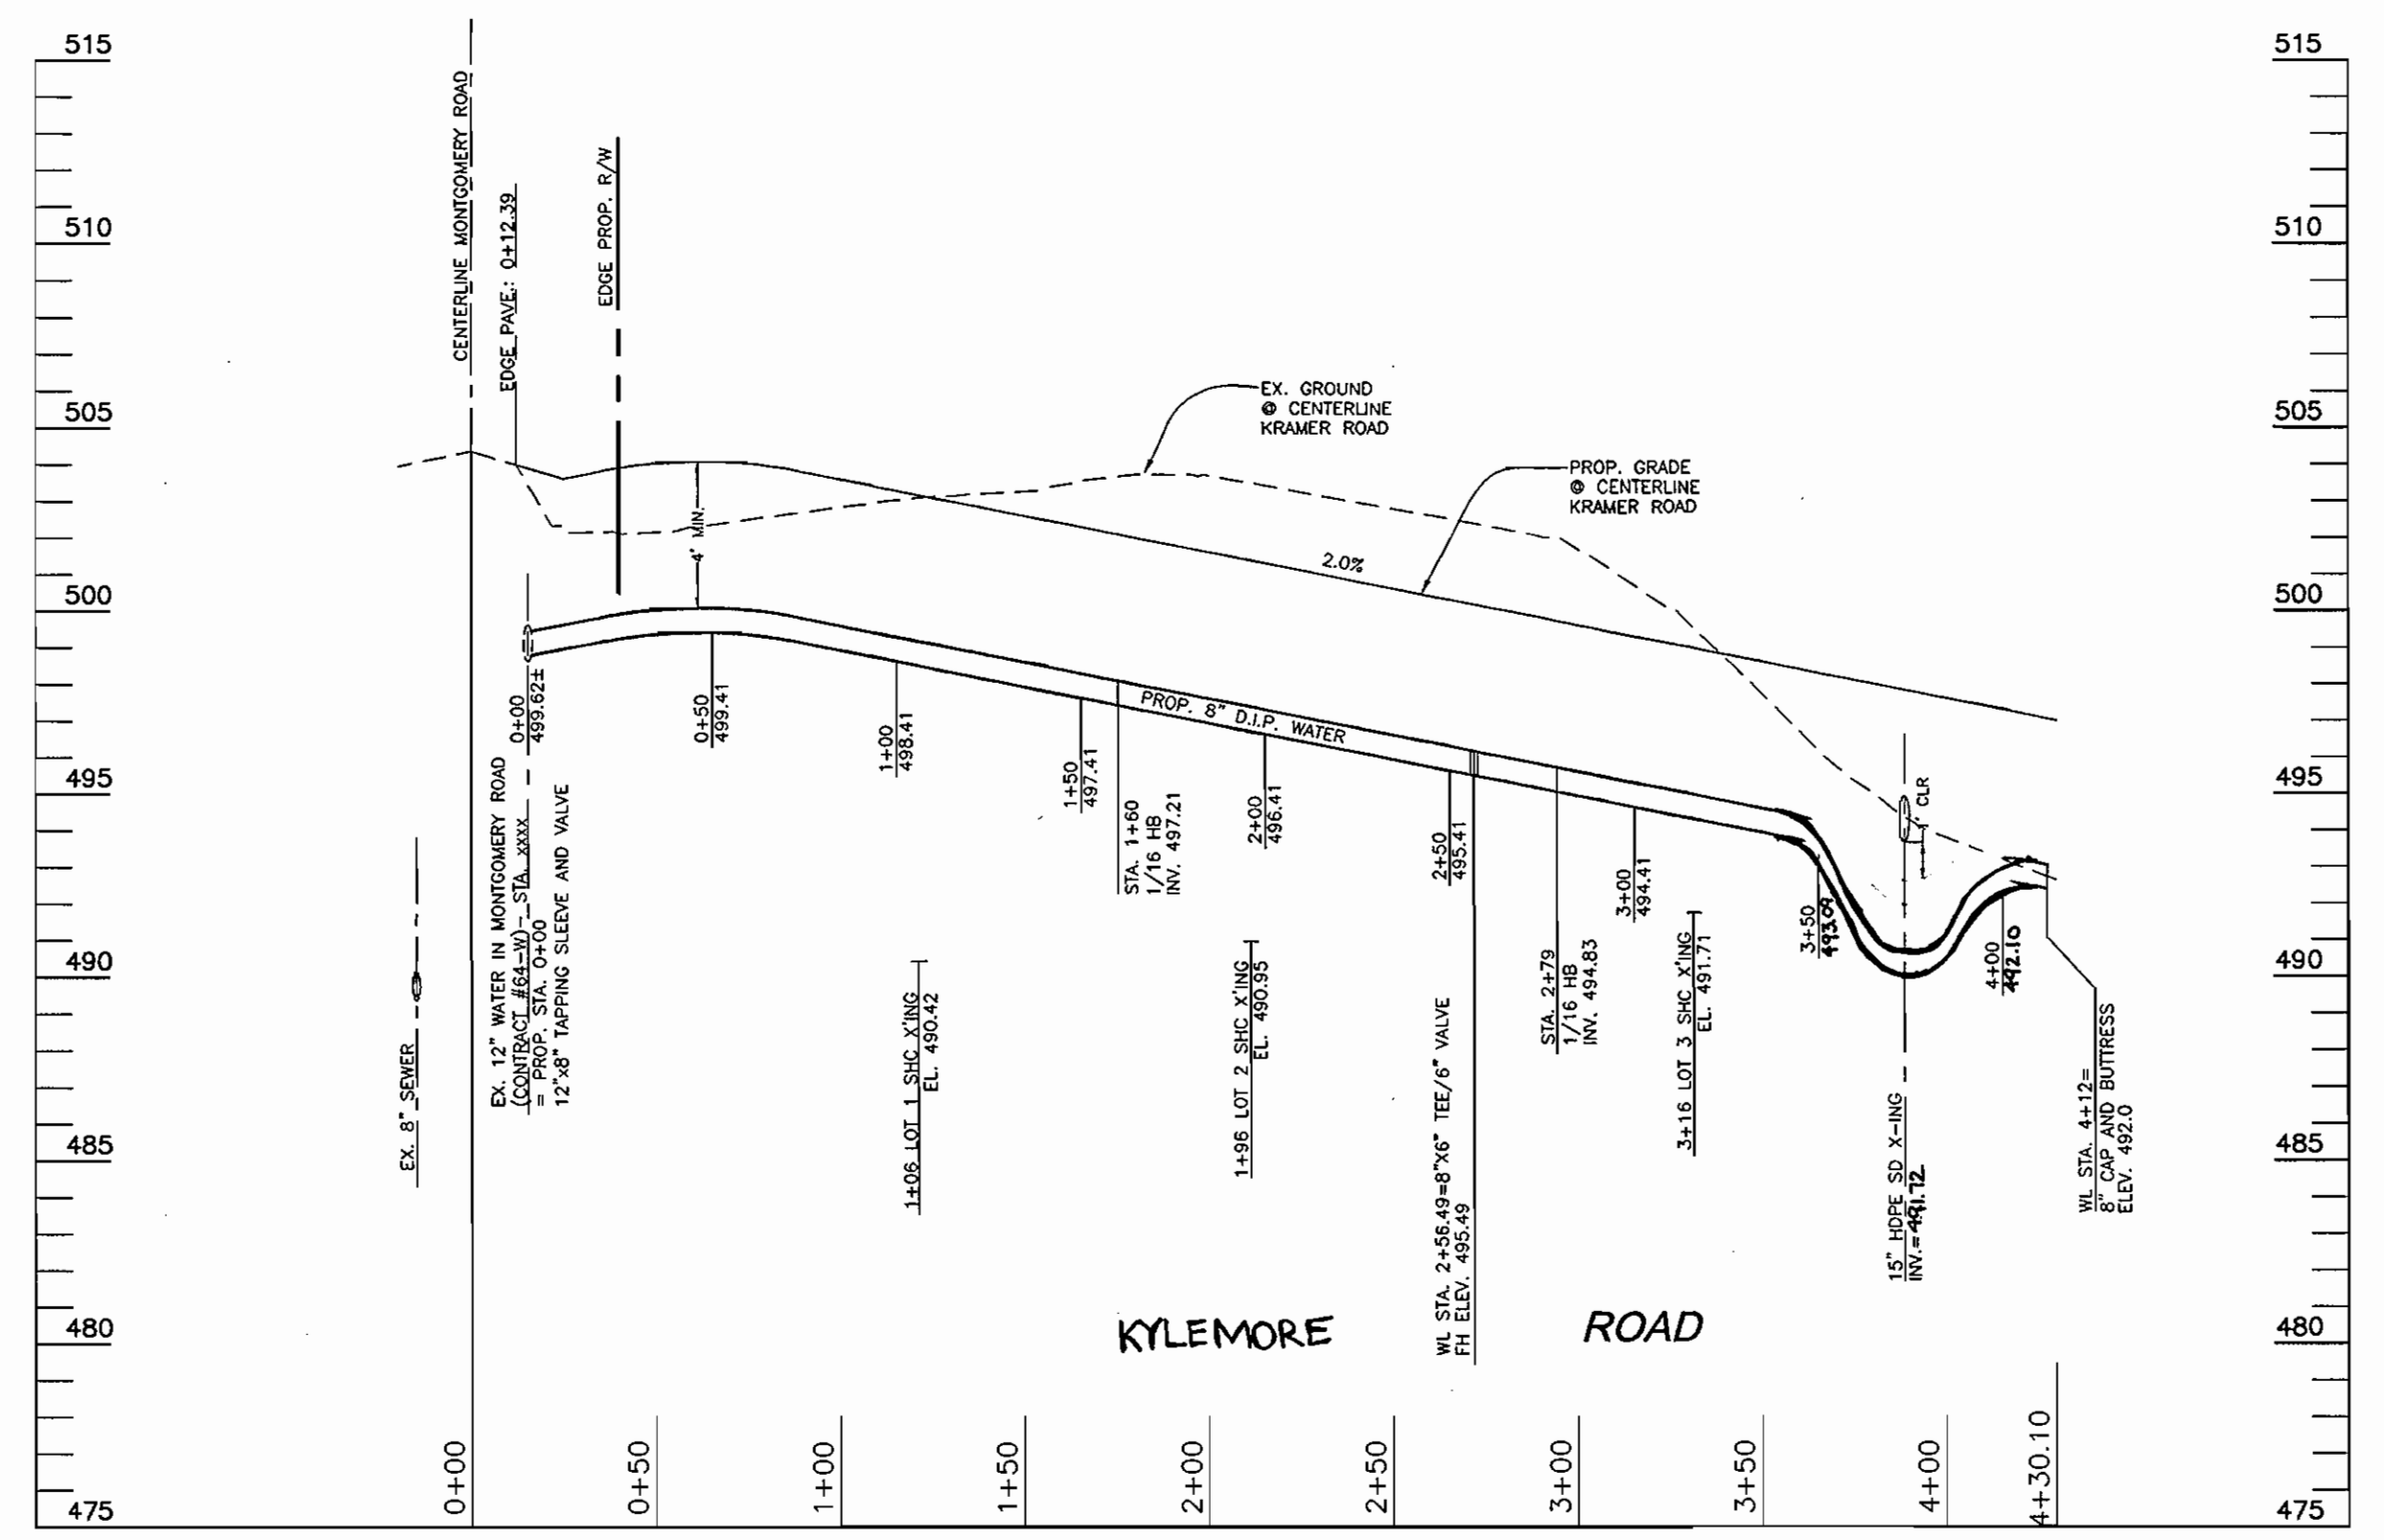 515
510
505
500
495
490
485
480
475
515
510
505
500
495
490
485
480
475
CENTERLINE MONTGOMERY ROAD
EDGE PAVE.: 0+12.39
EDGE PROP. R/W
EX. GROUND
@ CENTERLINE
KRAMER ROAD
PROP. GRADE
@ CENTERLINE
KRAMER ROAD
2.0%
4' MIN.
PROP. 8" D.I.P. WATER
0+00
499.62±
0+50
499.41
1+00
498.41
1+50
497.41
STA. 1+60
1/16 HB
INV. 497.21
2+00
496.41
2+50
495.41
STA. 2+79
1/16 HB
INV. 494.83
3+00
494.41
3+50
493.09
4+00
492.10
CLR
EX. 8" SEWER
EX. 12" WATER IN MONTGOMERY ROAD
(CONTRACT #64-W)- STA. XXXX
= PROP. STA. 0+00
12"x8" TAPPING SLEEVE AND VALVE
1+06 LOT 1 SHC X'ING
EL. 490.42
1+96 LOT 2 SHC X'ING
EL. 490.95
WL STA. 2+56.49=8"X6" TEE/6" VALVE
FH ELEV. 495.49
3+16 LOT 3 SHC X'ING
EL. 491.71
15" HDPE SD X-ING
INV.=491.72
WL STA. 4+12=
8" CAP AND BUTTRESS
ELEV. 492.0
KYLEMORE ROAD
0+00
0+50
1+00
1+50
2+00
2+50
3+00
3+50
4+00
4+30.10